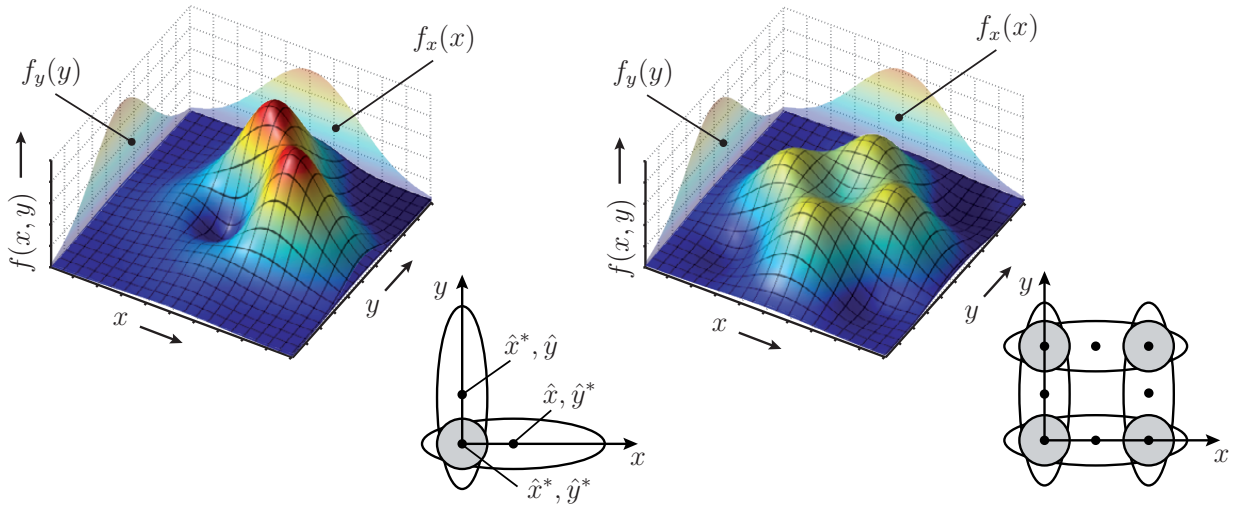 f_x(x)
f_y(y)
f(x, y)
x
y
y
x̂*, ŷ
x̂, ŷ*
x̂*, ŷ*
x
f_x(x)
f_y(y)
f(x, y)
x
y
y
x